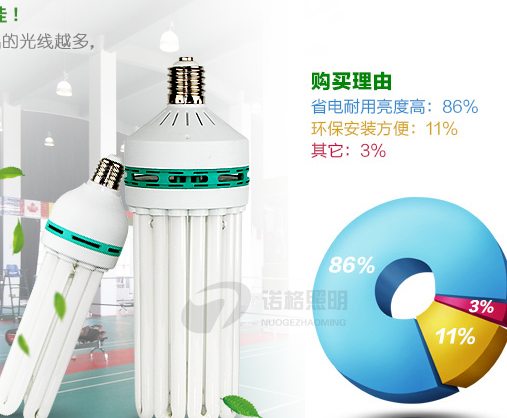 佳！
的光线越多，
购买理由
省电耐用亮度高：86%
环保安装方便：11%
其它：3%
86%
3%
11%
诺格照明
NUOGEZHAOMING